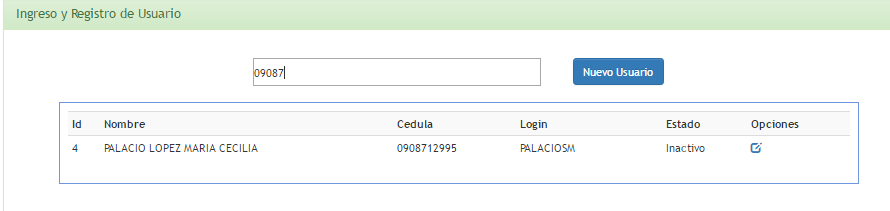 Ingreso y Registro de Usuario
09087 Nuevo Usuario
Id Nombre Cedula Login Estado Opciones
4 PALACIO LOPEZ MARIA CECILIA 0908712995 PALACIOSM Inactivo